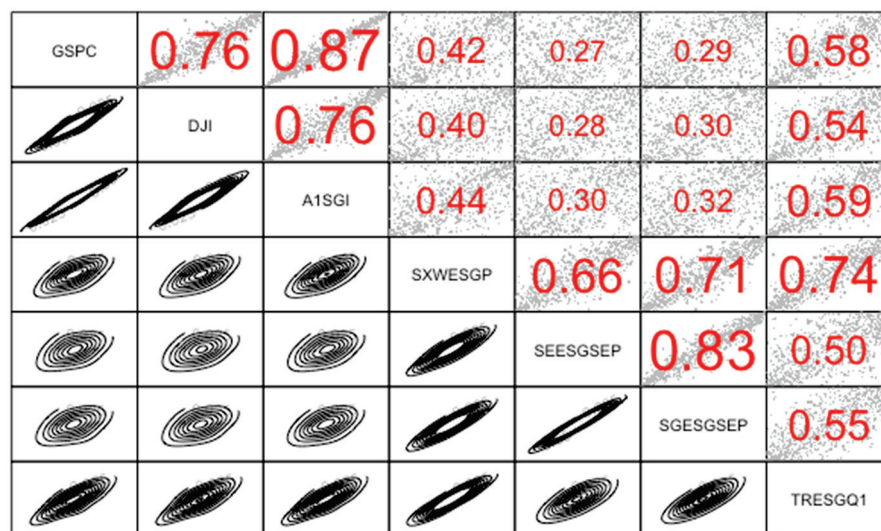 GSPC 0.76 0.87 0.42 0.27 0.29 0.58
DJI 0.76 0.40 0.28 0.30 0.54
A1SGI 0.44 0.30 0.32 0.59
SXWESGP 0.66 0.71 0.74
SEESGSEP 0.83 0.50
SGESGSEP 0.55
TRESGQ1